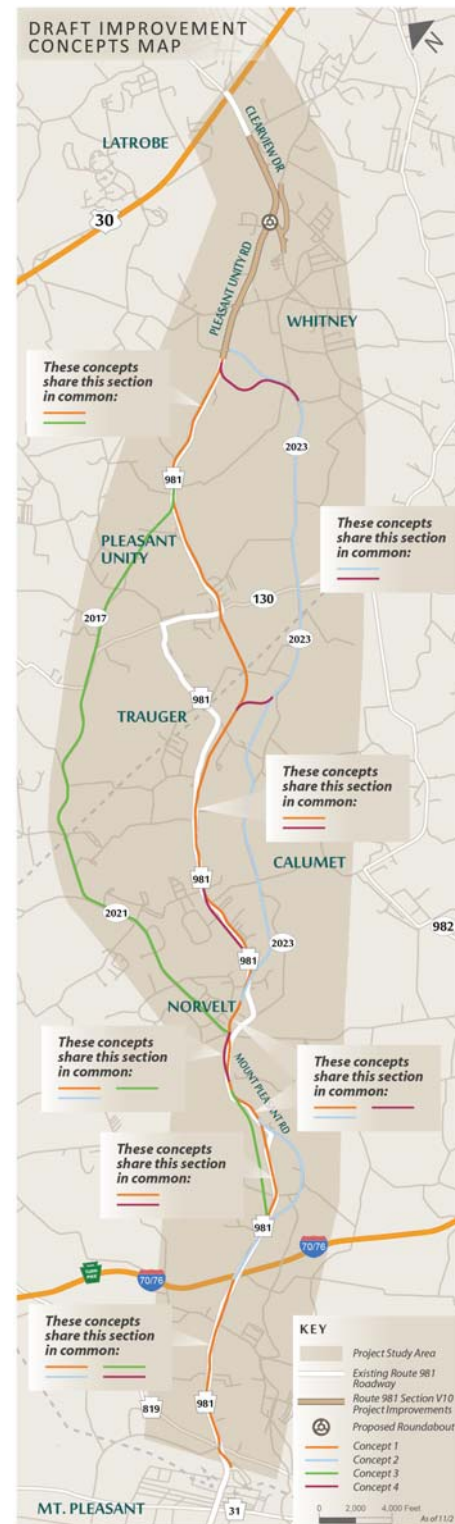 DRAFT IMPROVEMENT
CONCEPTS MAP
N
LATROBE
CLEARVIEW DR
30
PLEASANT UNITY RD
WHITNEY
These concepts
share this section
in common:
2023
981
These concepts
share this section
in common:
PLEASANT
UNITY
130
2017
2023
981
TRAUGER
These concepts
share this section
in common:
CALUMET
981
2021
982
2023
981
NORVELT
These concepts
share this section
in common:
MOUNT PLEASANT RD
These concepts
share this section
in common:
These concepts
share this section
in common:
981
70/76
70/76
These concepts
share this section
in common:
819
981
MT. PLEASANT
31
KEY
Project Study Area
Existing Route 981
Roadway
Route 981 Section V10
Project Improvements
Proposed Roundabout
Concept 1
Concept 2
Concept 3
Concept 4
0 2,000 4,000 Feet
As of 11/2